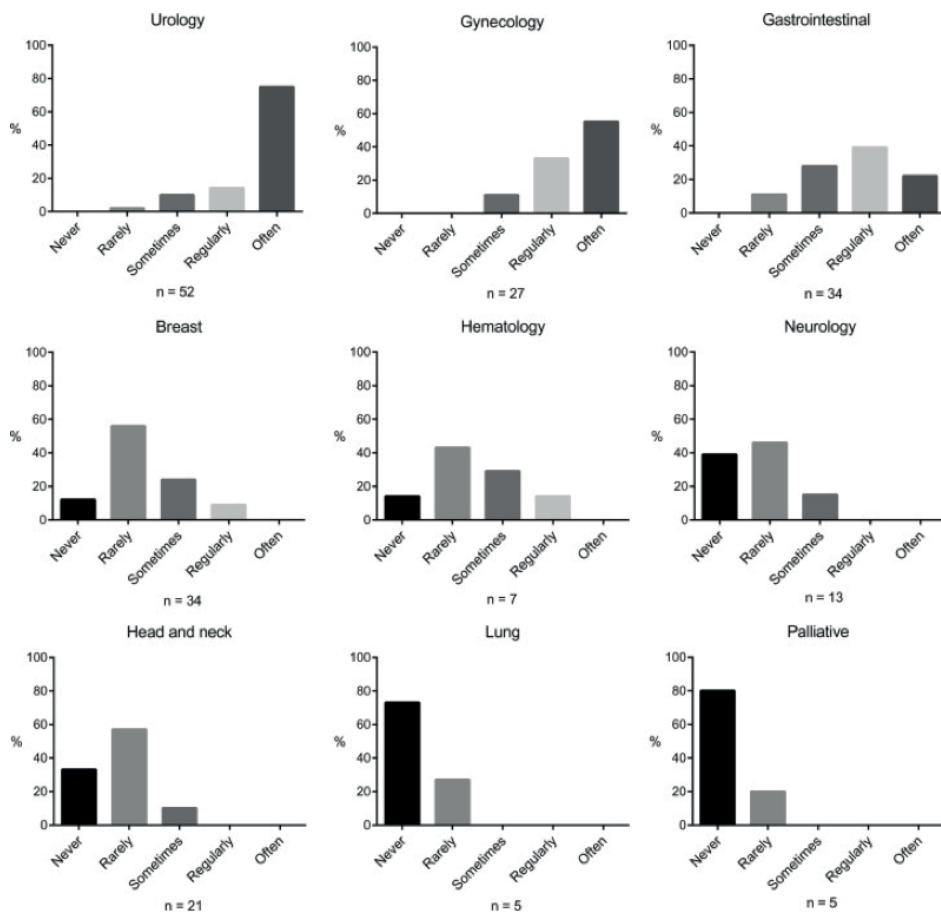 Urology
100
80
60
40
20
0
%
Never
Rarely
Sometimes
Regularly
Often
n = 52
Gynecology
100
80
60
40
20
0
%
Never
Rarely
Sometimes
Regularly
Often
n = 27
Gastrointestinal
100
80
60
40
20
0
%
Never
Rarely
Sometimes
Regularly
Often
n = 34
Breast
100
80
60
40
20
0
%
Never
Rarely
Sometimes
Regularly
Often
n = 34
Hematology
100
80
60
40
20
0
%
Never
Rarely
Sometimes
Regularly
Often
n = 7
Neurology
100
80
60
40
20
0
%
Never
Rarely
Sometimes
Regularly
Often
n = 13
Head and neck
100
80
60
40
20
0
%
Never
Rarely
Sometimes
Regularly
Often
n = 21
Lung
100
80
60
40
20
0
%
Never
Rarely
Sometimes
Regularly
Often
n = 5
Palliative
100
80
60
40
20
0
%
Never
Rarely
Sometimes
Regularly
Often
n = 5